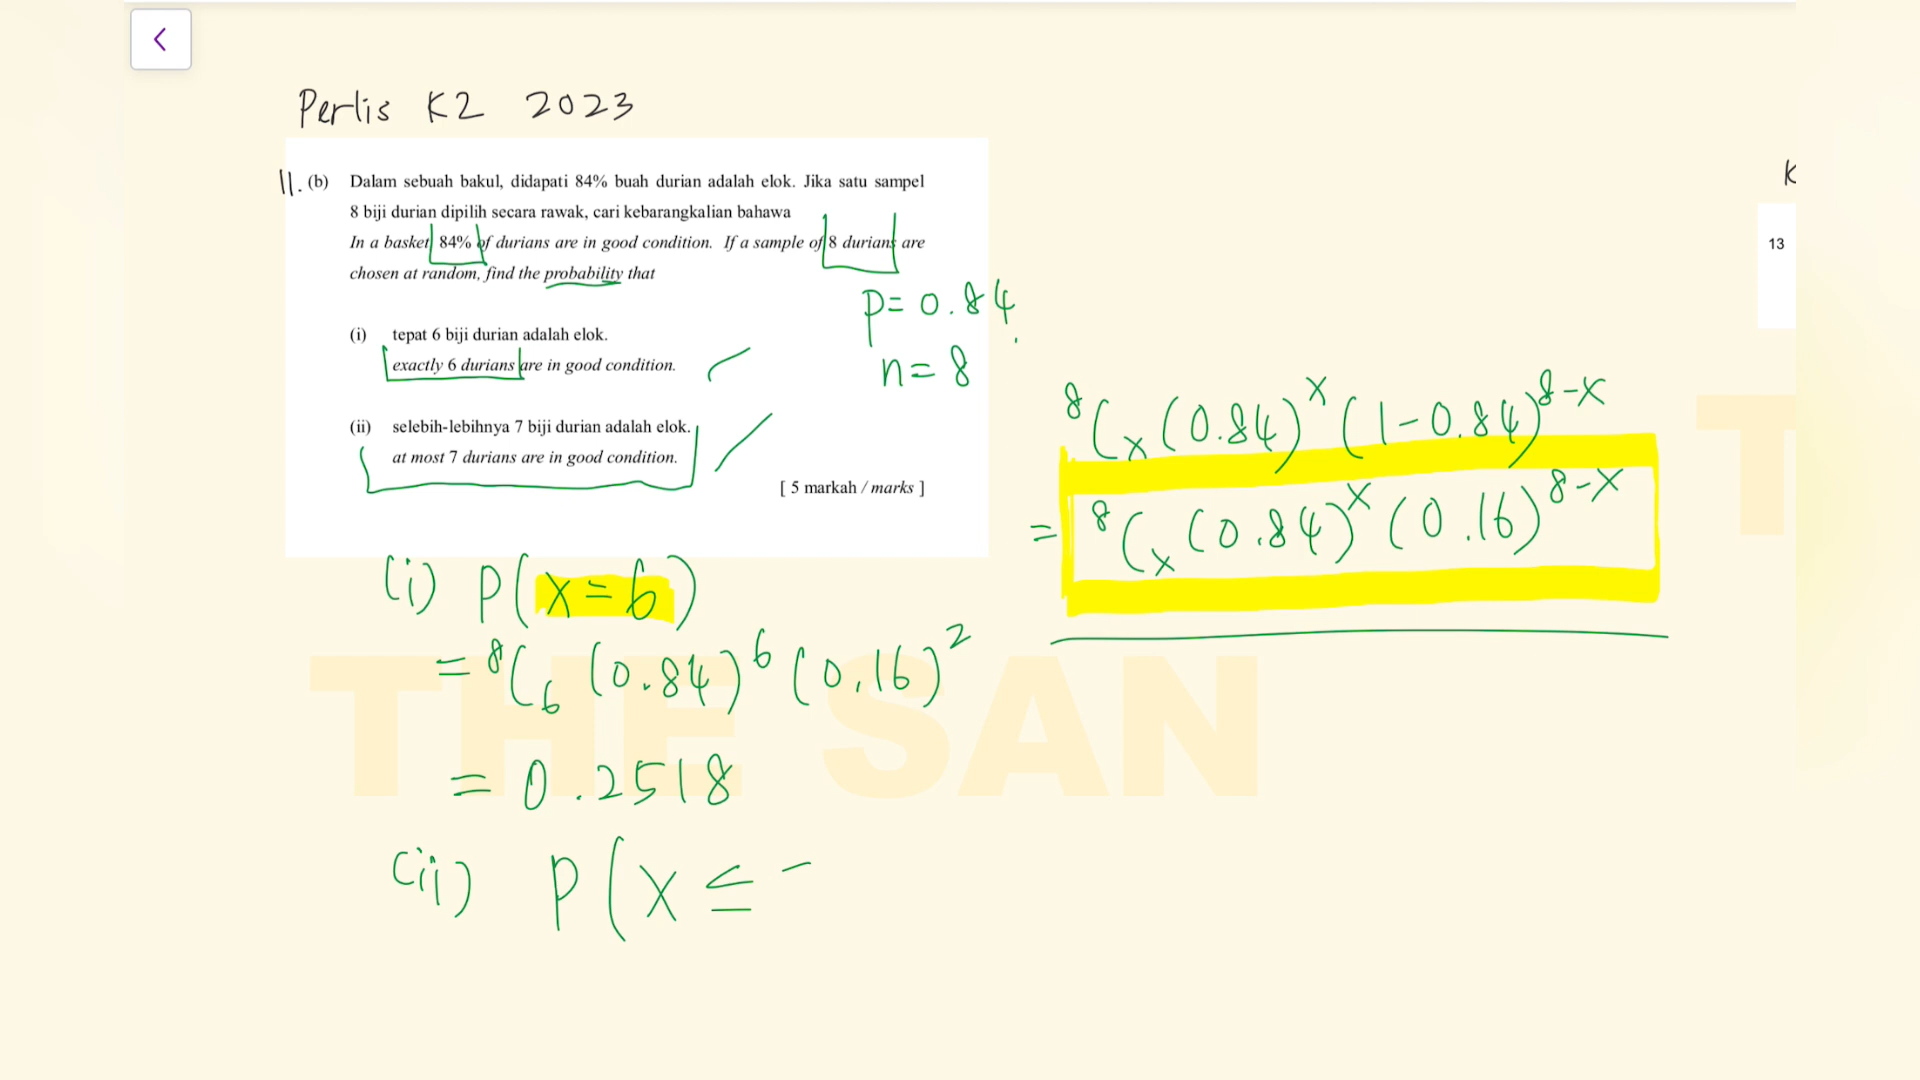 Perlis K2 2023
11. (b) Dalam sebuah bakul, didapati 84% buah durian adalah elok. Jika satu sampel
8 biji durian dipilih secara rawak, cari kebarangkalian bahawa
In a basket 84% of durians are in good condition. If a sample of 8 durians are
chosen at random, find the probability that
p = 0.84
n = 8
(i) tepat 6 biji durian adalah elok.
exactly 6 durians are in good condition.
(ii) selebih-lebihnya 7 biji durian adalah elok.
at most 7 durians are in good condition.
[ 5 markah / marks ]
⁸Cₓ (0.84)ˣ (1-0.84)⁸⁻ˣ
= ⁸Cₓ (0.84)ˣ (0.16)⁸⁻ˣ
(i) P(x = 6)
= ⁸C₆ (0.84)⁶ (0.16)²
= 0.2518
(ii) P(x ≤
THE SAN
K
13
T